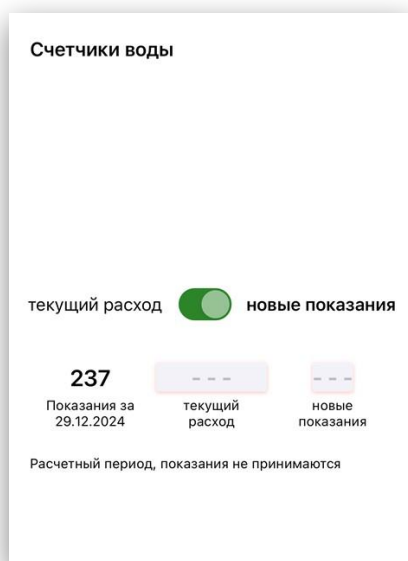 Счетчики воды
текущий расход новые показания
237 - - - - - -
Показания за текущий новые
29.12.2024 расход показания
Расчетный период, показания не принимаются